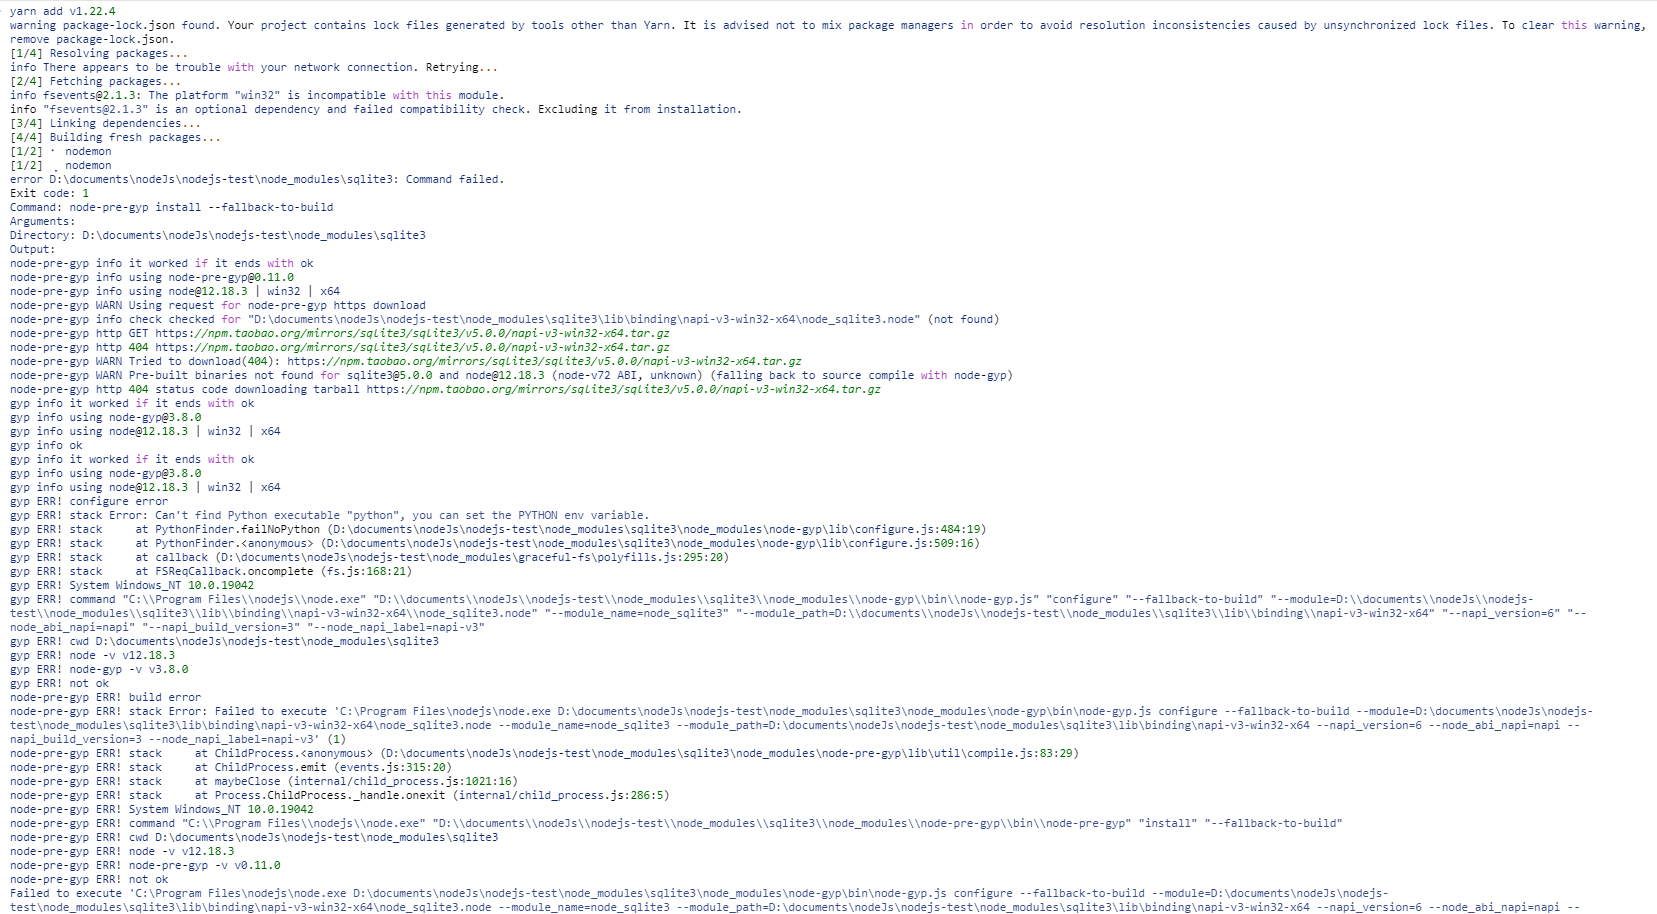 yarn add v1.22.4
warning package-lock.json found. Your project contains lock files generated by tools other than Yarn. It is advised not to mix package managers in order to avoid resolution inconsistencies caused by unsynchronized lock files. To clear this warning,
remove package-lock.json.
[1/4] Resolving packages...
info There appears to be trouble with your network connection. Retrying...
[2/4] Fetching packages...
info fsevents@2.1.3: The platform "win32" is incompatible with this module.
info "fsevents@2.1.3" is an optional dependency and failed compatibility check. Excluding it from installation.
[3/4] Linking dependencies...
[4/4] Building fresh packages...
[1/2] ⠁ nodemon
[1/2] ⠠ nodemon
error D:\documents\nodeJs\nodejs-test\node_modules\sqlite3: Command failed.
Exit code: 1
Command: node-pre-gyp install --fallback-to-build
Arguments:
Directory: D:\documents\nodeJs\nodejs-test\node_modules\sqlite3
Output:
node-pre-gyp info it worked if it ends with ok
node-pre-gyp info using node-pre-gyp@0.11.0
node-pre-gyp info using node@12.18.3 | win32 | x64
node-pre-gyp WARN Using request for node-pre-gyp https download
node-pre-gyp info check checked for "D:\documents\nodeJs\nodejs-test\node_modules\sqlite3\lib\binding\napi-v3-win32-x64\node_sqlite3.node" (not found)
node-pre-gyp http GET https://npm.taobao.org/mirrors/sqlite3/sqlite3/v5.0.0/napi-v3-win32-x64.tar.gz
node-pre-gyp http 404 https://npm.taobao.org/mirrors/sqlite3/sqlite3/v5.0.0/napi-v3-win32-x64.tar.gz
node-pre-gyp WARN Tried to download(404): https://npm.taobao.org/mirrors/sqlite3/sqlite3/v5.0.0/napi-v3-win32-x64.tar.gz
node-pre-gyp WARN Pre-built binaries not found for sqlite3@5.0.0 and node@12.18.3 (node-v72 ABI, unknown) (falling back to source compile with node-gyp)
node-pre-gyp http 404 status code downloading tarball https://npm.taobao.org/mirrors/sqlite3/sqlite3/v5.0.0/napi-v3-win32-x64.tar.gz
gyp info it worked if it ends with ok
gyp info using node-gyp@3.8.0
gyp info using node@12.18.3 | win32 | x64
gyp info ok
gyp info it worked if it ends with ok
gyp info using node-gyp@3.8.0
gyp info using node@12.18.3 | win32 | x64
gyp ERR! configure error
gyp ERR! stack Error: Can't find Python executable "python", you can set the PYTHON env variable.
gyp ERR! stack     at PythonFinder.failNoPython (D:\documents\nodeJs\nodejs-test\node_modules\sqlite3\node_modules\node-gyp\lib\configure.js:484:19)
gyp ERR! stack     at PythonFinder.<anonymous> (D:\documents\nodeJs\nodejs-test\node_modules\sqlite3\node_modules\node-gyp\lib\configure.js:509:16)
gyp ERR! stack     at callback (D:\documents\nodeJs\nodejs-test\node_modules\graceful-fs\polyfills.js:295:20)
gyp ERR! stack     at FSReqCallback.oncomplete (fs.js:168:21)
gyp ERR! System Windows_NT 10.0.19042
gyp ERR! command "C:\\Program Files\\nodejs\\node.exe" "D:\\documents\\nodeJs\\nodejs-test\\node_modules\\sqlite3\\node_modules\\node-gyp\\bin\\node-gyp.js" "configure" "--fallback-to-build" "--module=D:\\documents\\nodeJs\\nodejs-
test\\node_modules\\sqlite3\\lib\\binding\\napi-v3-win32-x64\\node_sqlite3.node" "--module_name=node_sqlite3" "--module_path=D:\\documents\\nodeJs\\nodejs-test\\node_modules\\sqlite3\\lib\\binding\\napi-v3-win32-x64" "--napi_version=6" "--
node_abi_napi=napi" "--napi_build_version=3" "--node_napi_label=napi-v3"
gyp ERR! cwd D:\documents\nodeJs\nodejs-test\node_modules\sqlite3
gyp ERR! node -v v12.18.3
gyp ERR! node-gyp -v v3.8.0
gyp ERR! not ok
node-pre-gyp ERR! build error
node-pre-gyp ERR! stack Error: Failed to execute 'C:\Program Files\nodejs\node.exe D:\documents\nodeJs\nodejs-test\node_modules\sqlite3\node_modules\node-gyp\bin\node-gyp.js configure --fallback-to-build --module=D:\documents\nodeJs\nodejs-
test\node_modules\sqlite3\lib\binding\napi-v3-win32-x64\node_sqlite3.node --module_name=node_sqlite3 --module_path=D:\documents\nodeJs\nodejs-test\node_modules\sqlite3\lib\binding\napi-v3-win32-x64 --napi_version=6 --node_abi_napi=napi --
napi_build_version=3 --node_napi_label=napi-v3' (1)
node-pre-gyp ERR! stack     at ChildProcess.<anonymous> (D:\documents\nodeJs\nodejs-test\node_modules\sqlite3\node_modules\node-pre-gyp\lib\util\compile.js:83:29)
node-pre-gyp ERR! stack     at ChildProcess.emit (events.js:315:20)
node-pre-gyp ERR! stack     at maybeClose (internal/child_process.js:1021:16)
node-pre-gyp ERR! stack     at Process.ChildProcess._handle.onexit (internal/child_process.js:286:5)
node-pre-gyp ERR! System Windows_NT 10.0.19042
node-pre-gyp ERR! command "C:\\Program Files\\nodejs\\node.exe" "D:\\documents\\nodeJs\\nodejs-test\\node_modules\\sqlite3\\node_modules\\node-pre-gyp\\bin\\node-pre-gyp" "install" "--fallback-to-build"
node-pre-gyp ERR! cwd D:\documents\nodeJs\nodejs-test\node_modules\sqlite3
node-pre-gyp ERR! node -v v12.18.3
node-pre-gyp ERR! node-pre-gyp -v v0.11.0
node-pre-gyp ERR! not ok
Failed to execute 'C:\Program Files\nodejs\node.exe D:\documents\nodeJs\nodejs-test\node_modules\sqlite3\node_modules\node-gyp\bin\node-gyp.js configure --fallback-to-build --module=D:\documents\nodeJs\nodejs-
test\node_modules\sqlite3\lib\binding\napi-v3-win32-x64\node_sqlite3.node --module_name=node_sqlite3 --module_path=D:\documents\nodeJs\nodejs-test\node_modules\sqlite3\lib\binding\napi-v3-win32-x64 --napi_version=6 --node_abi_napi=napi --